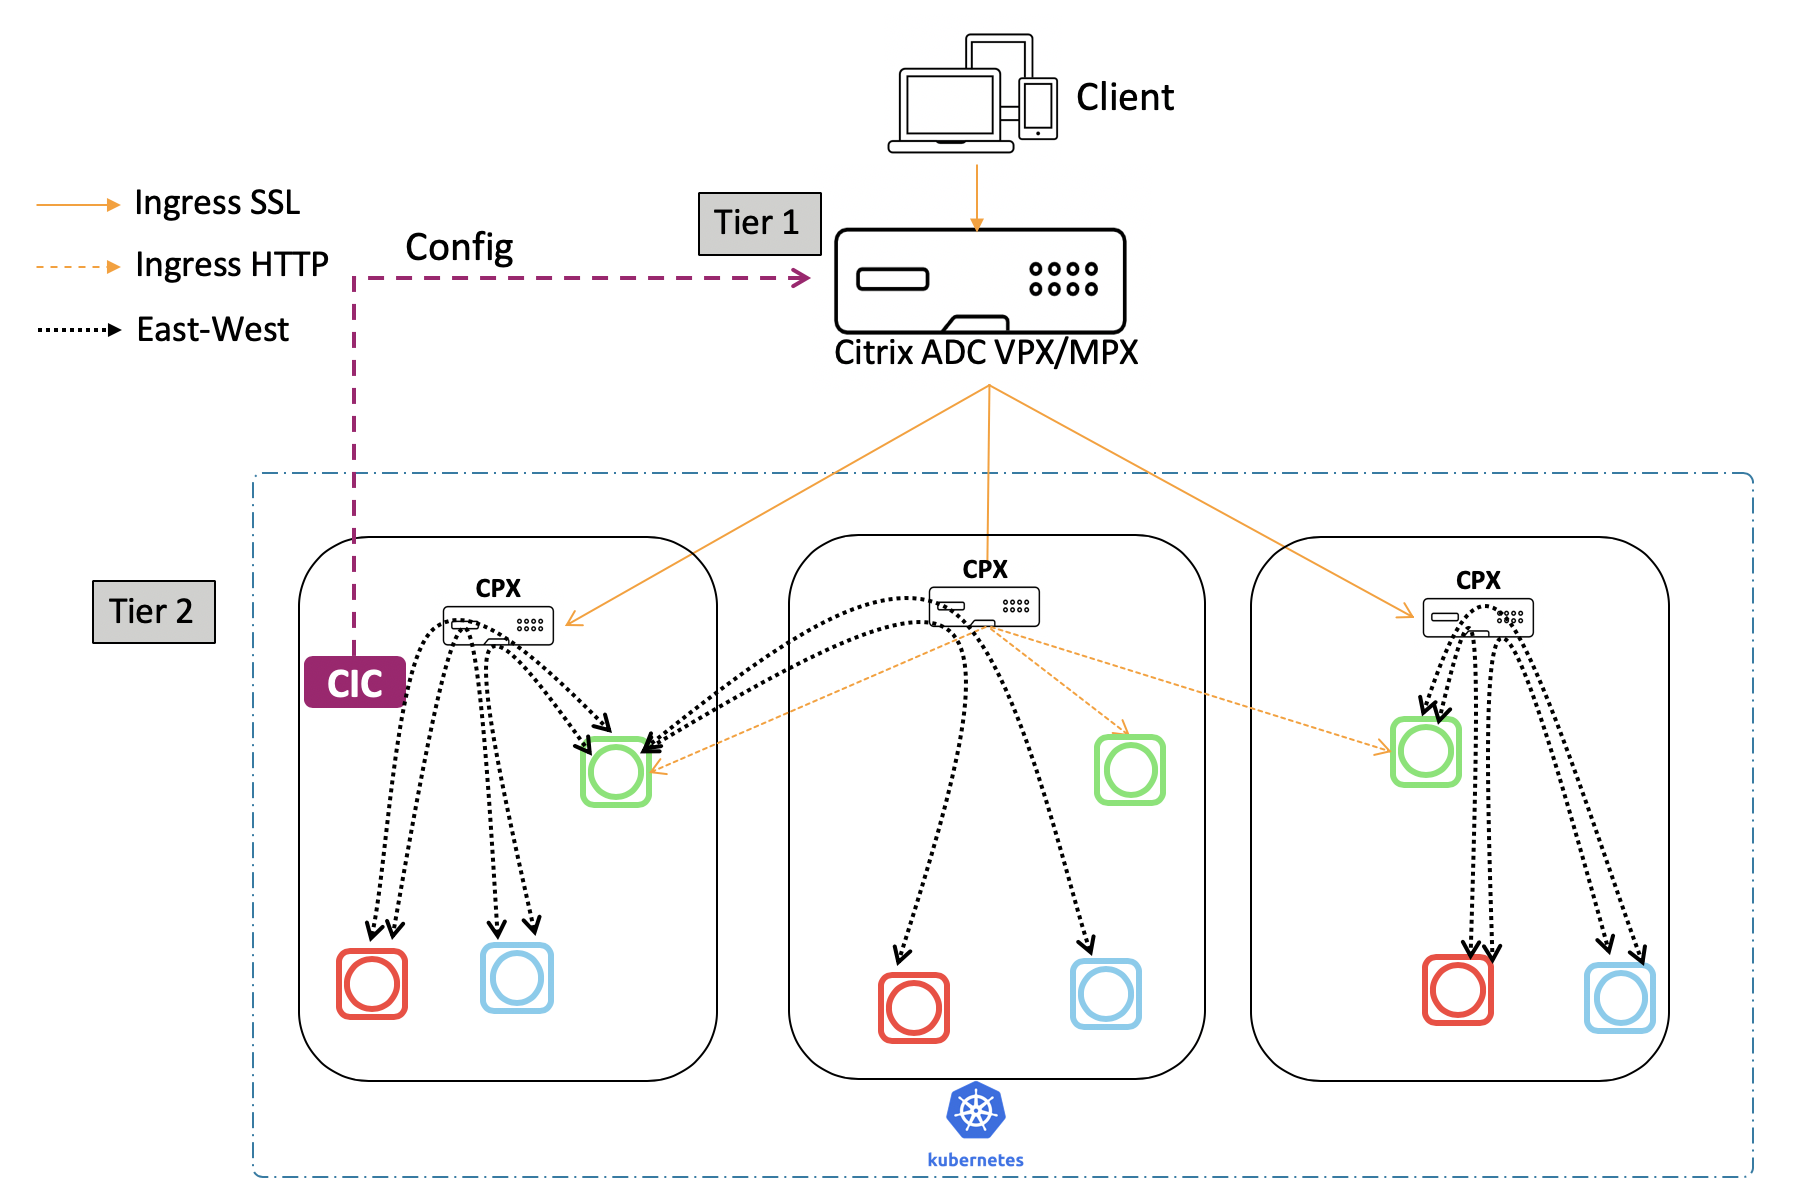 Client
Ingress SSL
Tier 1
Config
Ingress HTTP
East-West
Citrix ADC VPX/MPX
CPX
CPX
CPX
Tier 2
CIC
kubernetes